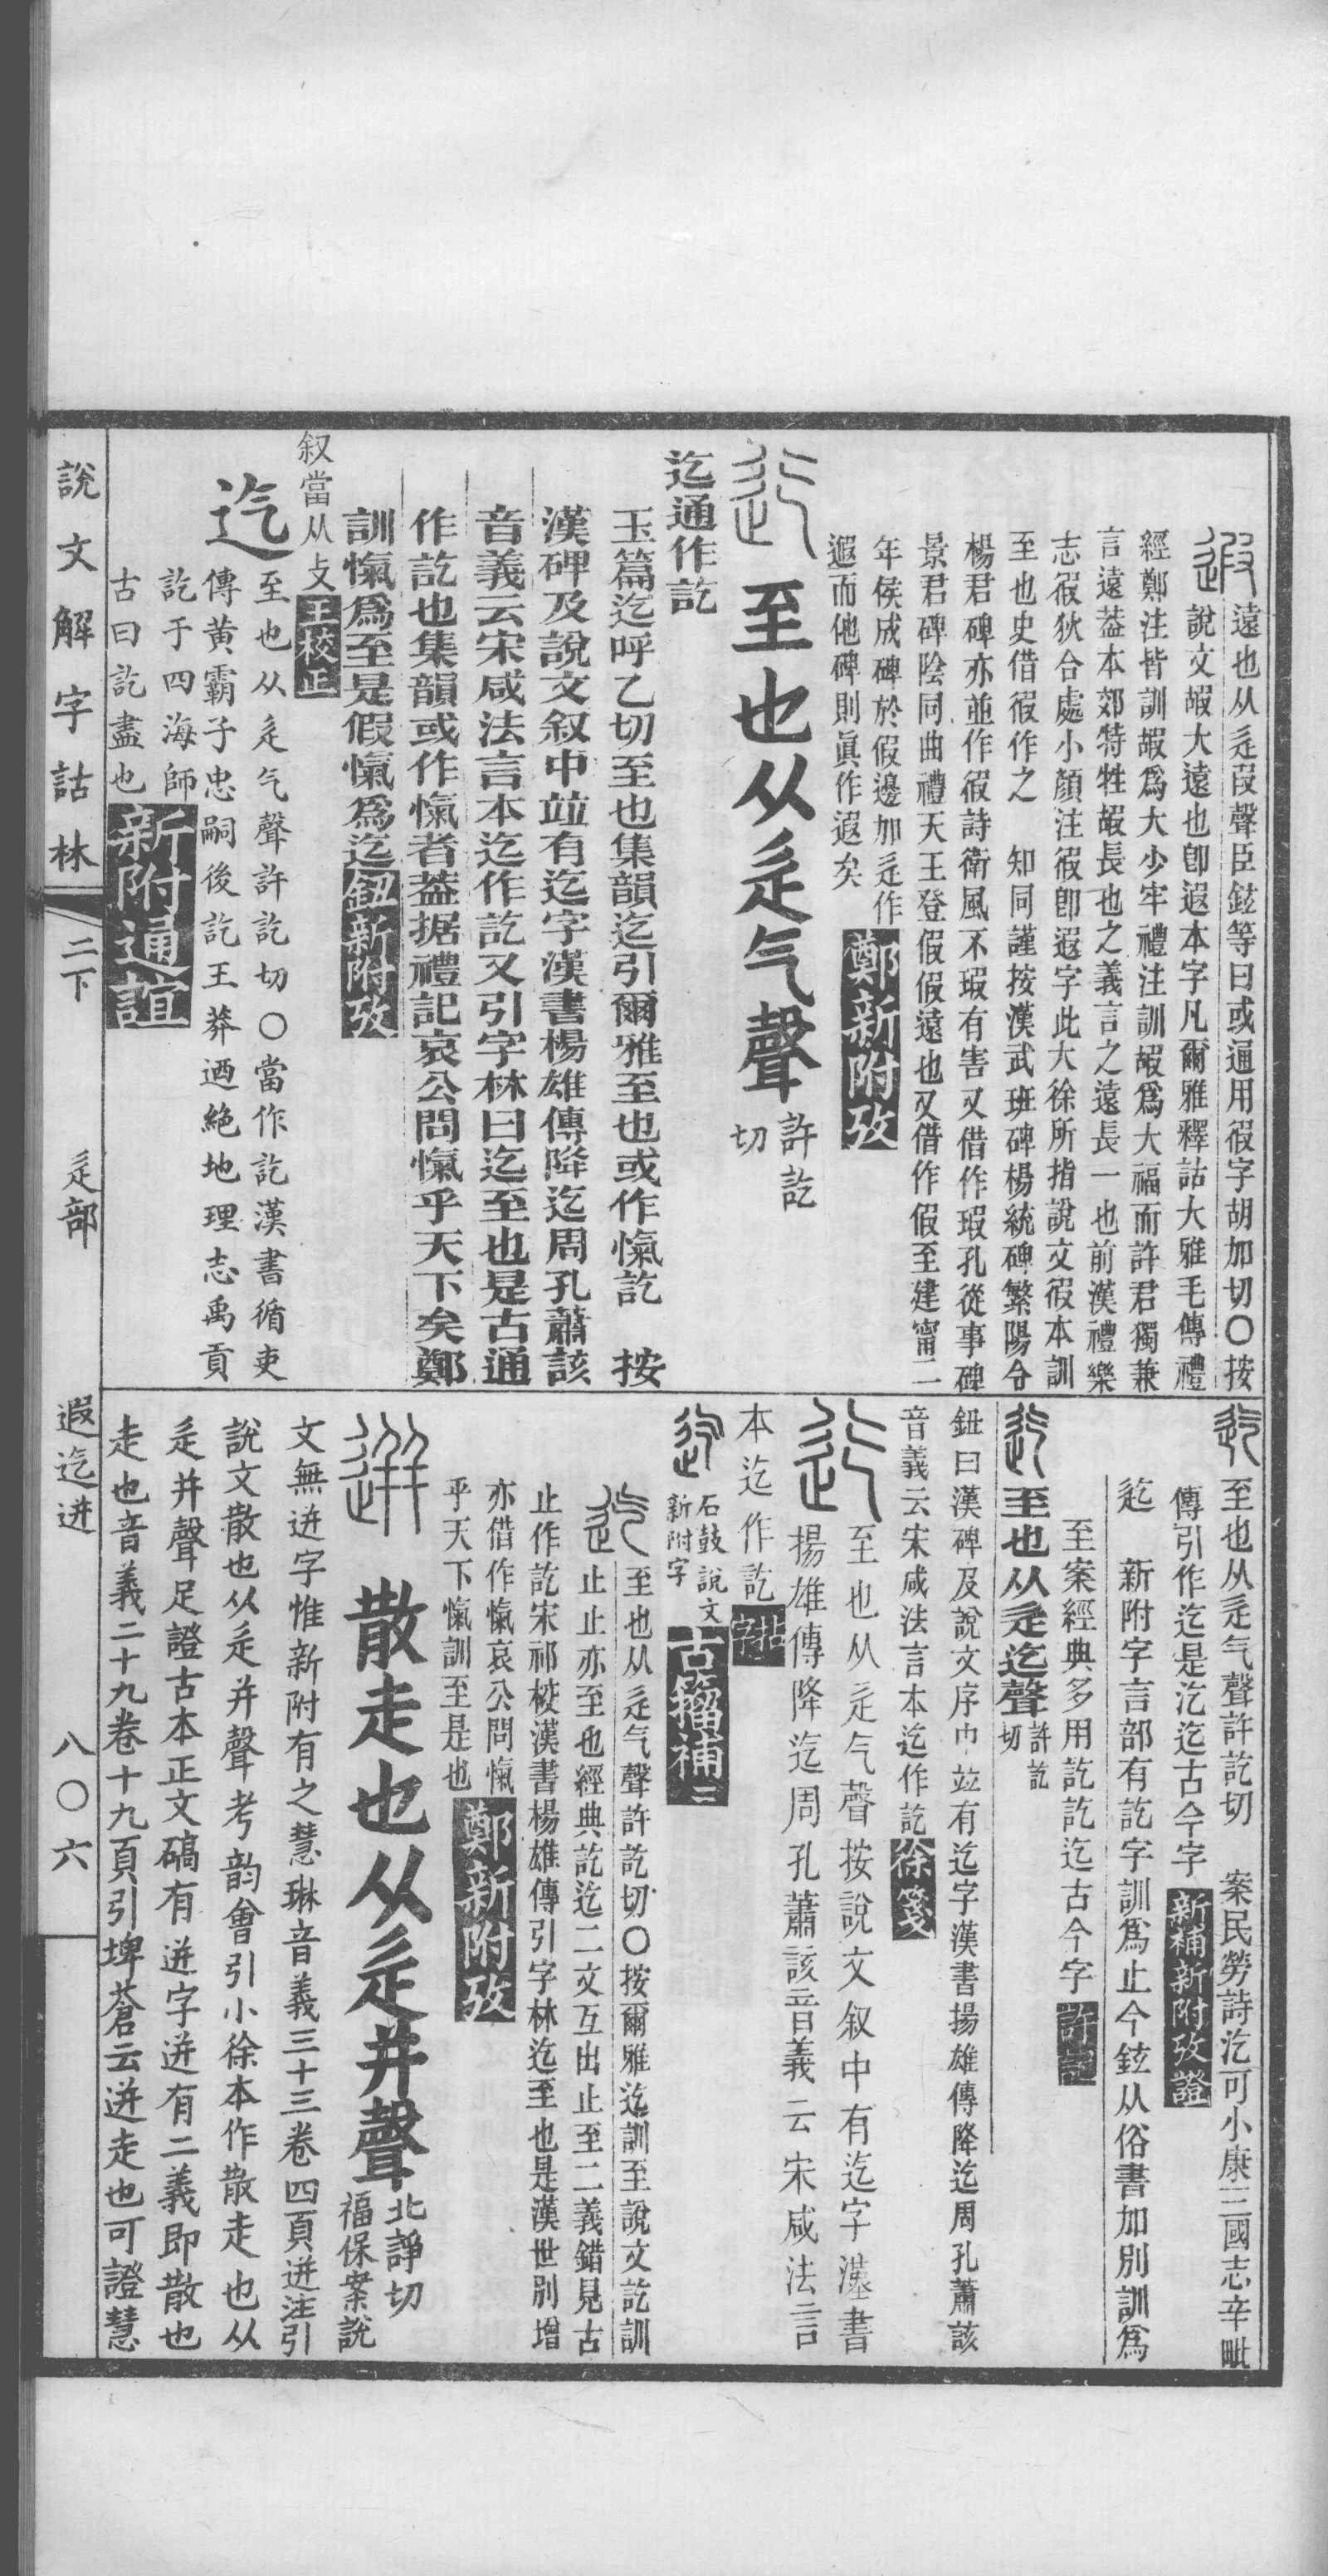 遠也从辵叚聲臣鉉等曰或通用徦字胡加切〇按
說文嘏大遠也卽遐本字凡爾雅釋詁大雅毛傳禮
經鄭注皆訓嘏爲大少牢禮注訓嘏爲大福而許君獨兼
言遠葢本郊特牲嘏長也之義言之遠長一也前漢禮樂
志徦狄合處小顏注徦卽遐字此大徐所指說文徦本訓
至也史借徦作之 知同謹按漢武班碑楊統碑繁陽令
楊君碑亦並作徦詩衛風不瑕有害又借作瑕孔從事碑
景君碑陰同曲禮天王登假假遠也又借作假至建甯二
年侯成碑於假邊加辵作
遐而他碑則眞作遐矣 鄭新附攷
至也从辵气聲 許訖切
迄通作訖
玉篇迄呼乙切至也集韻迄引爾雅至也或作愾訖 按
漢碑及說文叙中竝有迄字漢書楊雄傳降迄周孔蕭該
音義云宋咸法言本迄作訖又引字林曰迄至也是古通
作訖也集韻或作愾者葢据禮記哀公問愾乎天下矣鄭
訓愾爲至是假愾爲迄 鈕新附攷
叙當从攴 王校正
迄 至也从辵气聲許訖切〇當作訖漢書循吏
傳黄霸子忠嗣後訖王莽迺絶地理志禹貢
訖于四海師
古曰訖盡也 新附通誼
至也从辵气聲許訖切 案民勞詩汔可小康三國志辛毗
傳引作迄是汔迄古今字 新補新附攷證
迄 新附字言部有訖字訓爲止今鉉从俗書加別訓爲
至案經典多用訖訖迄古今字 許記
至也从辵迄聲 許訖切
鈕曰漢碑及說文序中竝有迄字漢書揚雄傳降迄周孔蕭該
音義云宋咸法言本迄作訖 徐箋
至也从辵气聲按說文叙中有迄字漢書
揚雄傳降迄周孔蕭該音義云宋咸法言
本迄作訖
石鼓說文新附字 古籀補 二
至也从辵气聲許訖切〇按爾雅迄訓至說文訖訓
止止亦至也經典訖迄二文互出止至二義錯見古
止作訖宋祁校漢書楊雄傳引字林迄至也是漢世別增
亦借作愾哀公問愾
乎天下愾訓至是也 鄭新附攷
散走也从辵并聲 北諍切
福保案說
文無迸字惟新附有之慧琳音義三十三卷四頁迸注引
說文散也从辵并聲考韵會引小徐本作散走也从
辵并聲足證古本正文碻有迸字迸有二義即散也
走也音義二十九卷十九頁引埤蒼云迸走也可證慧
說文解字詁林 二下 辵部 遐迄迸 八〇六